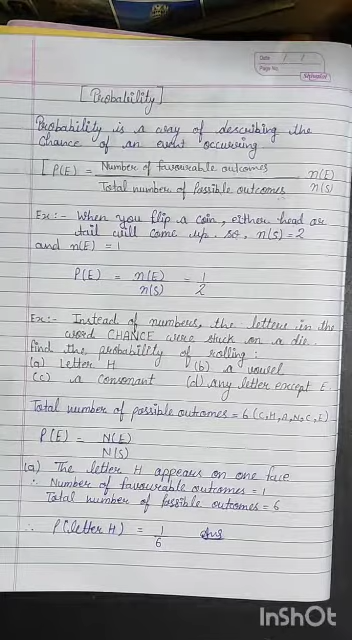 Date / /
Page No.
[Probability]
Probability is a way of describing the
chance of an event occurring
[P(E) = Number of favourable outcomes n(E)
Total number of possible outcomes n(S)
Ex:- When you flip a coin, either head or
tail will come up. so, n(S)=2
and n(E) = 1
P(E) = n(E) = 1
n(S) 2
Ex:- Instead of numbers, the letters in the
word CHANCE were stuck on a die.
Find the probability of rolling:
(a) Letter H (b) a vowel
(c) a consonant (d) any letter except E.
Total number of possible outcomes = 6 (C,H,A,N,C,E)
P(E) = N(E)
N(S)
(a) The letter H appears on one face
∴ Number of favourable outcomes = 1
Total number of possible outcomes = 6
∴ P(letter H) = 1 Ans
6
InShOt